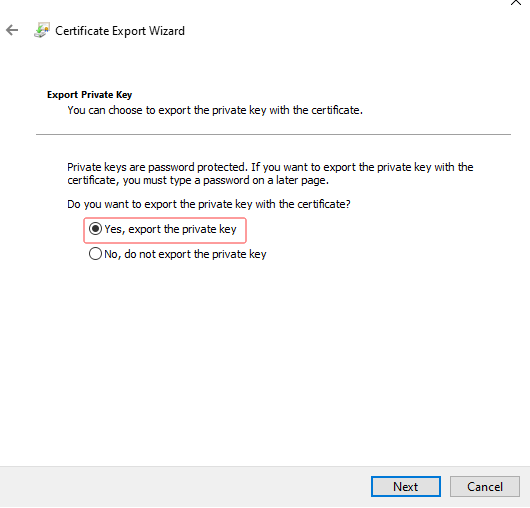 Certificate Export Wizard
Export Private Key
You can choose to export the private key with the certificate.
Private keys are password protected. If you want to export the private key with the
certificate, you must type a password on a later page.
Do you want to export the private key with the certificate?
Yes, export the private key
No, do not export the private key
Next
Cancel